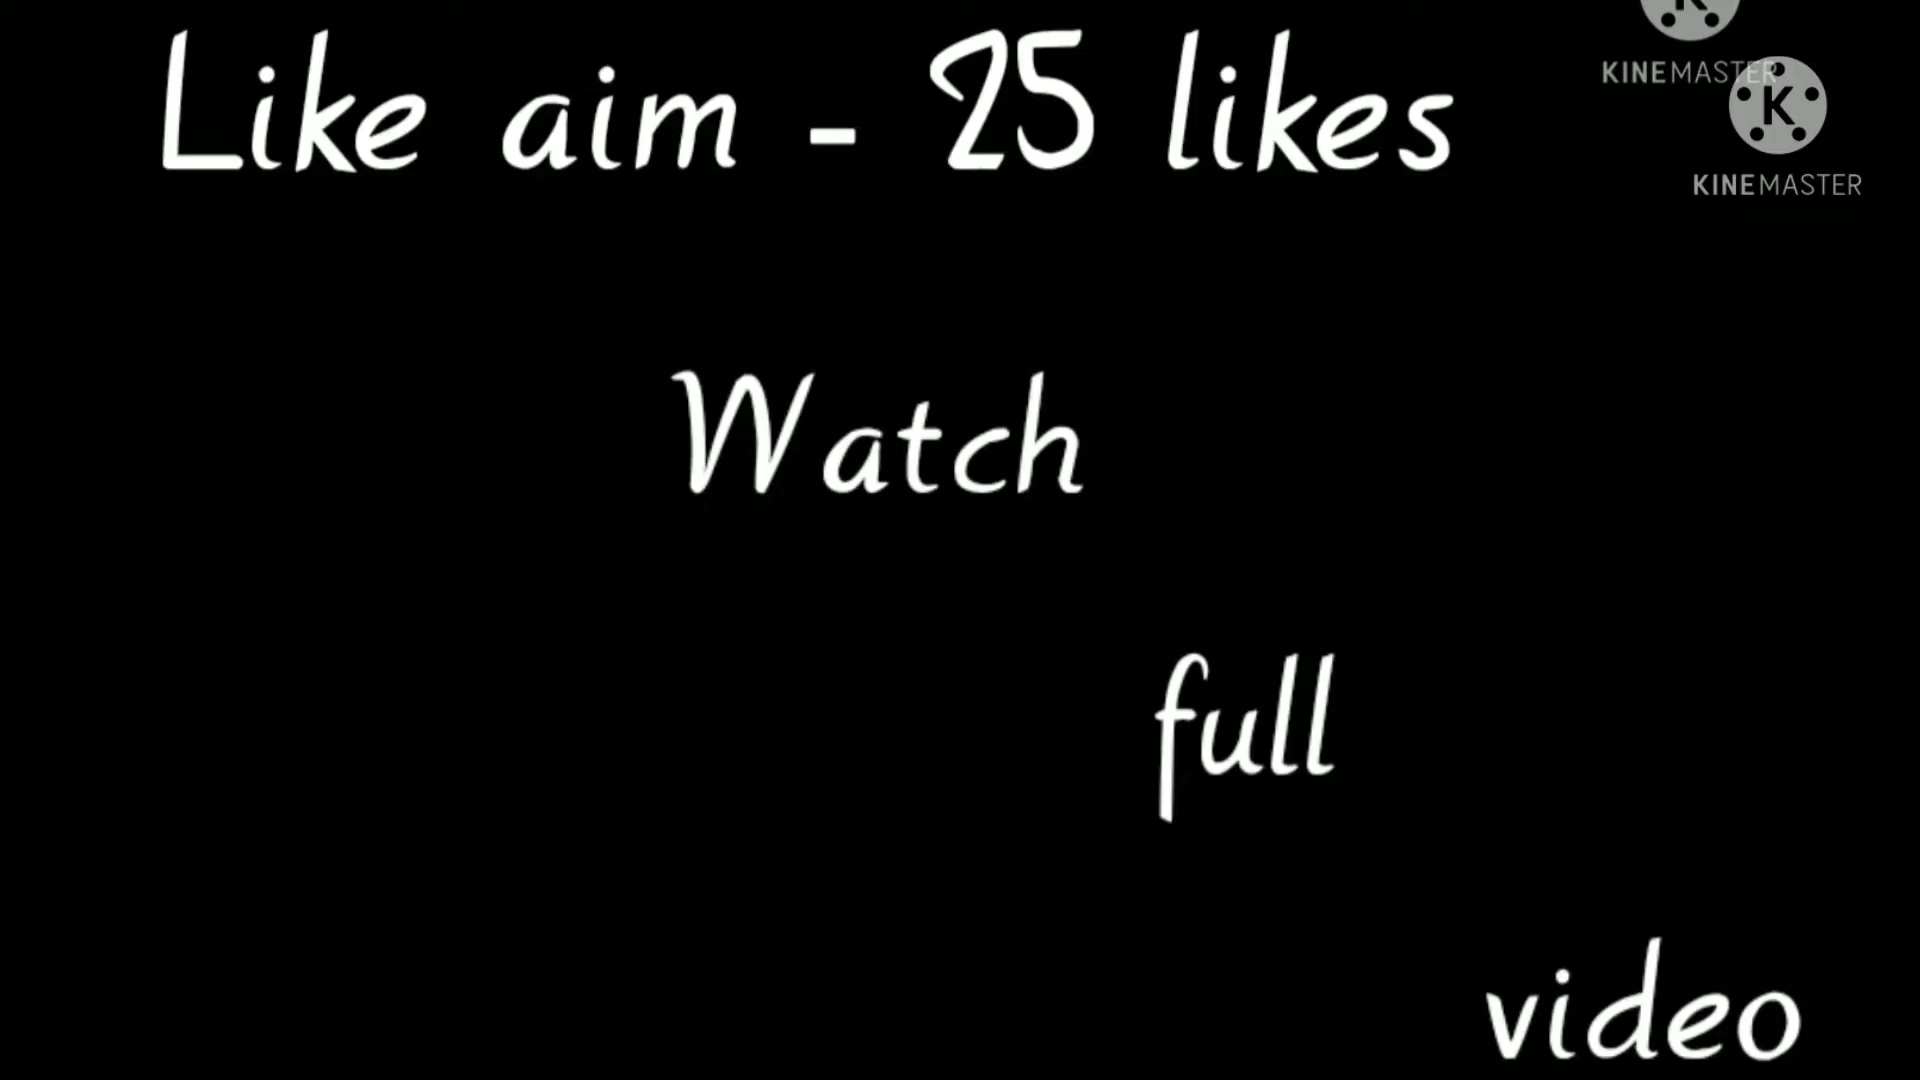 Like aim - 25 likes
KINEMASTER
K
KINEMASTER
Watch
full
video